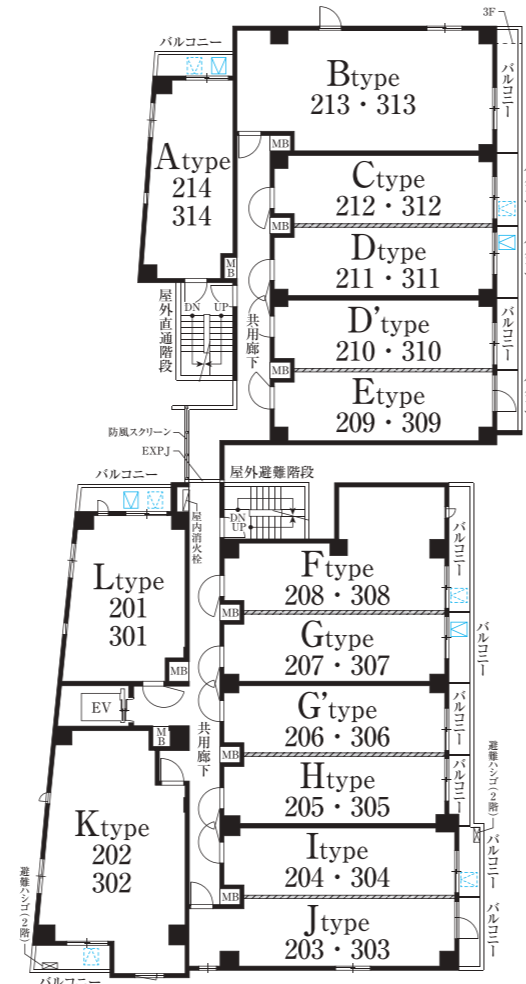 3F
バルコニー
バルコニー
Btype
213・313
MB
Atype
214
314
Ctype
212・312
MB
Dtype
211・311
MB
DN
UP
屋外直通階段
共用廊下
D'type
210・310
バルコニー
MB
Etype
209・309
防風スクリーン
EXP.J
屋外避難階段
バルコニー
屋内消火栓
DN
UP
バルコニー
Ftype
208・308
Ltype
201
301
MB
バルコニー
Gtype
207・307
MB
EV
MB
共用廊下
G'type
206・306
バルコニー
MB
避難ハシゴ(2階)
Htype
205・305
バルコニー
Ktype
202
302
Itype
204・304
バルコニー
避難ハシゴ(2階)
MB
Jtype
203・303
バルコニー
バルコニー